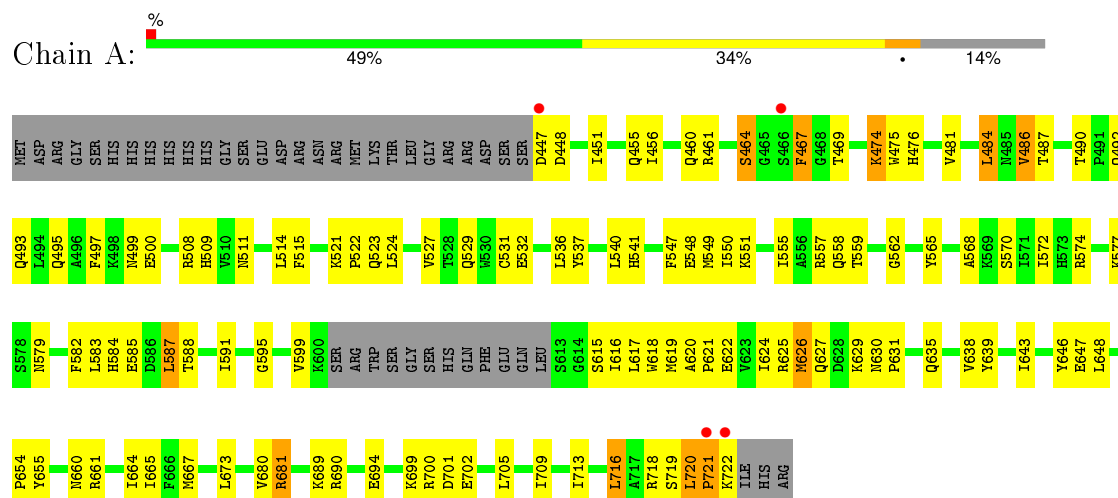 %
Chain A:
49% 34% • 14%
MET ASP ARG GLY SER HIS HIS HIS HIS HIS HIS GLY SER GLU ASP ARG ASN ARG MET LYS THR LEU GLY ARG ARG ASP SER SER D447 D448 I451 Q455 I456 Q460 R461 S464 G465 S466 F467 G468 T469 K474 W475 H476 V481 L484 N485 V486 T487 T490 P491
Q493 L494 Q495 A496 F497 K498 N499 E500 R508 H509 V510 N511 L514 F515 K521 P522 Q523 L524 V527 T528 Q529 W530 C531 E532 L536 Y537 L540 H541 F547 E548 M549 I550 K551 I555 A556 R557 Q558 T559 G562 Y565 A568 K569 S570 I571 I572 H573 R574 K577
S578 N579 F582 L583 H584 E585 D586 L587 T588 I591 G595 V599 K600 SER ARG TRP SER GLY SER HIS GLN PHE GLU GLN LEU S613 G614 S615 I616 L617 W618 M619 A620 P621 E622 V623 I624 R625 M626 Q627 D628 K629 N630 P631 Q635 V638 Y639 I643 Y646 E647 L648
P654 Y655 N660 R661 I664 I665 F666 M667 L673 V680 R681 K689 R690 E694 K699 R700 D701 E702 L705 I709 I713 L716 A717 R718 S719 L720 P721 K722 ILE HIS ARG